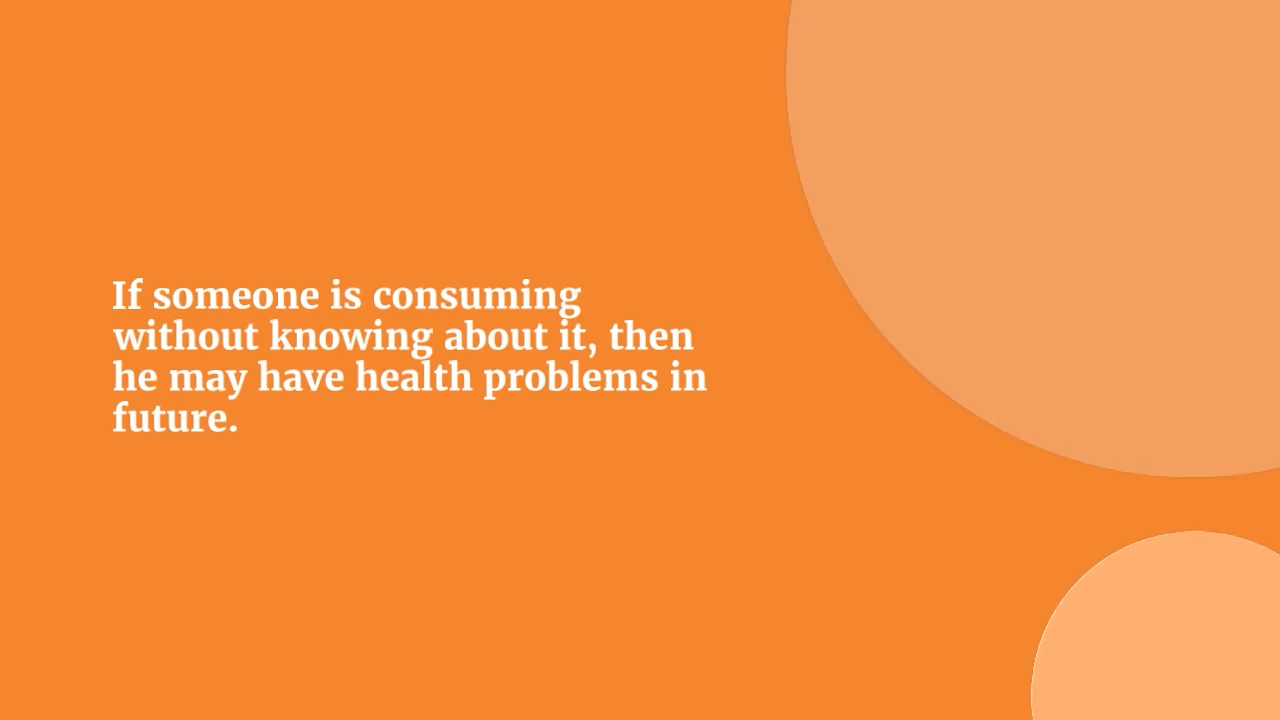 If someone is consuming
without knowing about it, then
he may have health problems in
future.